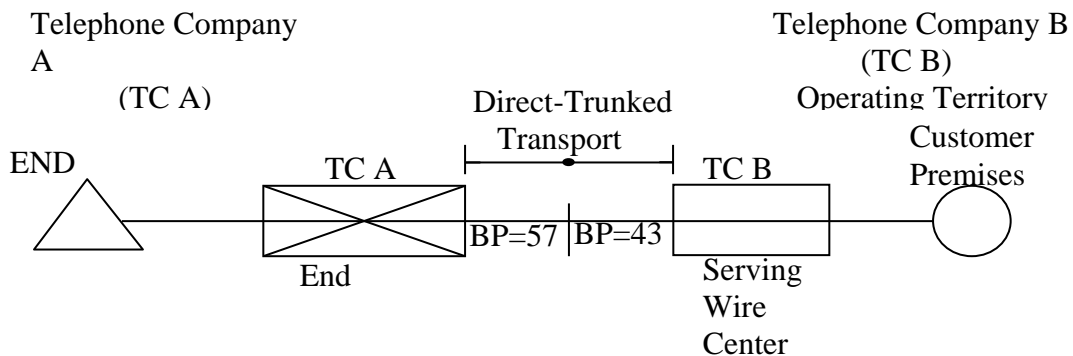 Telephone Company
A
(TC A)
Telephone Company B
(TC B)
Operating Territory
Direct-Trunked
Transport
Customer
Premises
END
TC A
TC B
BP=57
BP=43
End
Serving
Wire
Center